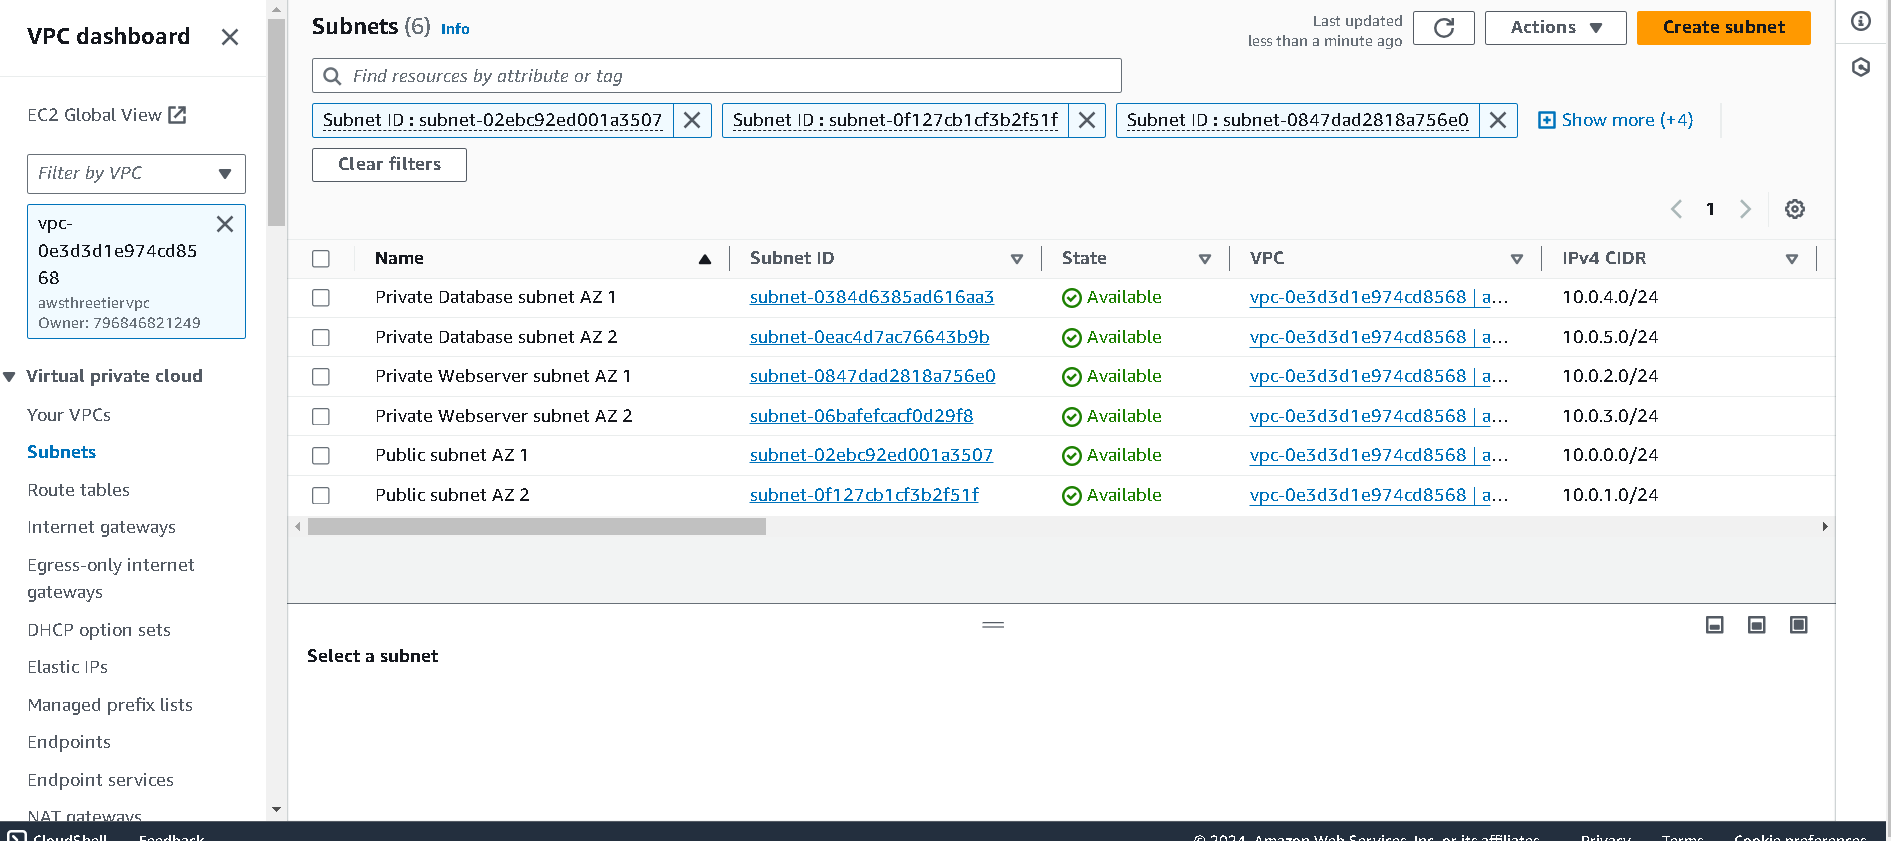 VPC dashboard
EC2 Global View
Filter by VPC
vpc-
0e3d3d1e974cd85
68
awsthreetiervpc
Owner: 796846821249
Virtual private cloud
Your VPCs
Subnets
Route tables
Internet gateways
Egress-only internet
gateways
DHCP option sets
Elastic IPs
Managed prefix lists
Endpoints
Endpoint services
NAT gateways
Subnets (6) Info
Last updated
less than a minute ago
Actions
Create subnet
Find resources by attribute or tag
Subnet ID : subnet-02ebc92ed001a3507
Subnet ID : subnet-0f127cb1cf3b2f51f
Subnet ID : subnet-0847dad2818a756e0
Show more (+4)
Clear filters
1
Name Subnet ID State VPC IPv4 CIDR
Private Database subnet AZ 1 subnet-0384d6385ad616aa3 Available vpc-0e3d3d1e974cd8568 | a... 10.0.4.0/24
Private Database subnet AZ 2 subnet-0eac4d7ac76643b9b Available vpc-0e3d3d1e974cd8568 | a... 10.0.5.0/24
Private Webserver subnet AZ 1 subnet-0847dad2818a756e0 Available vpc-0e3d3d1e974cd8568 | a... 10.0.2.0/24
Private Webserver subnet AZ 2 subnet-06bafefcacf0d29f8 Available vpc-0e3d3d1e974cd8568 | a... 10.0.3.0/24
Public subnet AZ 1 subnet-02ebc92ed001a3507 Available vpc-0e3d3d1e974cd8568 | a... 10.0.0.0/24
Public subnet AZ 2 subnet-0f127cb1cf3b2f51f Available vpc-0e3d3d1e974cd8568 | a... 10.0.1.0/24
Select a subnet
CloudShell Feedback © 2024, Amazon Web Services, Inc. or its affiliates. Privacy Terms Cookie preferences